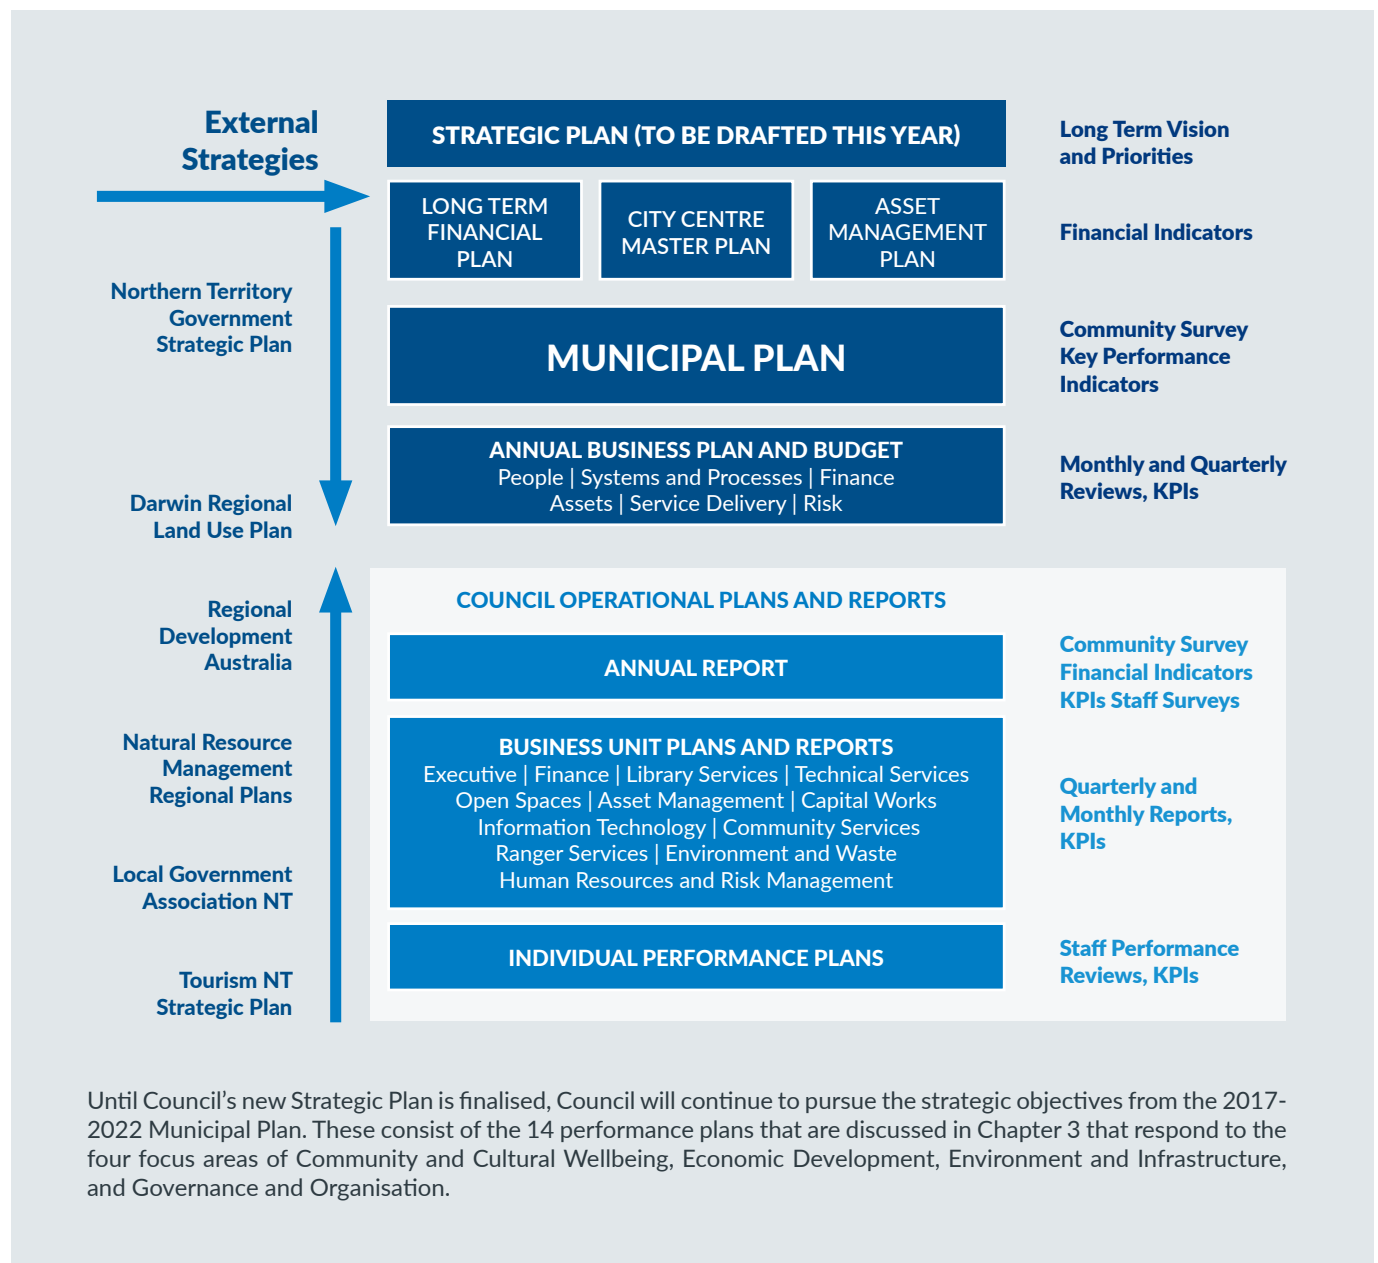 External
Strategies
Northern Territory
Government
Strategic Plan
Darwin Regional
Land Use Plan
Regional
Development
Australia
Natural Resource
Management
Regional Plans
Local Government
Association NT
Tourism NT
Strategic Plan
STRATEGIC PLAN (TO BE DRAFTED THIS YEAR)
Long Term Vision
and Priorities
LONG TERM
FINANCIAL
PLAN
CITY CENTRE
MASTER PLAN
ASSET
MANAGEMENT
PLAN
Financial Indicators
MUNICIPAL PLAN
Community Survey
Key Performance
Indicators
ANNUAL BUSINESS PLAN AND BUDGET
People | Systems and Processes | Finance
Assets | Service Delivery | Risk
Monthly and Quarterly
Reviews, KPIs
COUNCIL OPERATIONAL PLANS AND REPORTS
ANNUAL REPORT
Community Survey
Financial Indicators
KPIs Staff Surveys
BUSINESS UNIT PLANS AND REPORTS
Executive | Finance | Library Services | Technical Services
Open Spaces | Asset Management | Capital Works
Information Technology | Community Services
Ranger Services | Environment and Waste
Human Resources and Risk Management
Quarterly and
Monthly Reports,
KPIs
INDIVIDUAL PERFORMANCE PLANS
Staff Performance
Reviews, KPIs
Until Council's new Strategic Plan is finalised, Council will continue to pursue the strategic objectives from the 2017-
2022 Municipal Plan. These consist of the 14 performance plans that are discussed in Chapter 3 that respond to the
four focus areas of Community and Cultural Wellbeing, Economic Development, Environment and Infrastructure,
and Governance and Organisation.